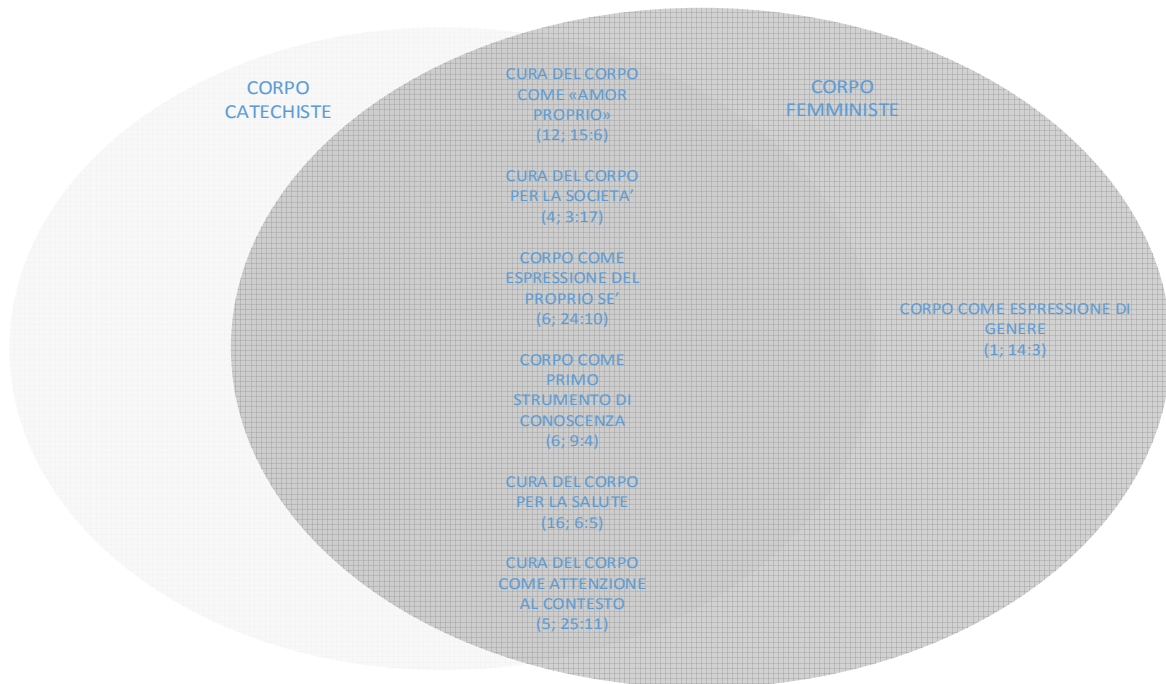 CORPO
CATECHISTE
CURA DEL CORPO
COME «AMOR
PROPRIO»
(12; 15:6)
CORPO
FEMMINISTE
CURA DEL CORPO
PER LA SOCIETA’
(4; 3:17)
CORPO COME
ESPRESSIONE DEL
PROPRIO SE’
(6; 24:10)
CORPO COME ESPRESSIONE DI
GENERE
(1; 14:3)
CORPO COME
PRIMO
STRUMENTO DI
CONOSCENZA
(6; 9:4)
CURA DEL CORPO
PER LA SALUTE
(16; 6:5)
CURA DEL CORPO
COME ATTENZIONE
AL CONTESTO
(5; 25:11)